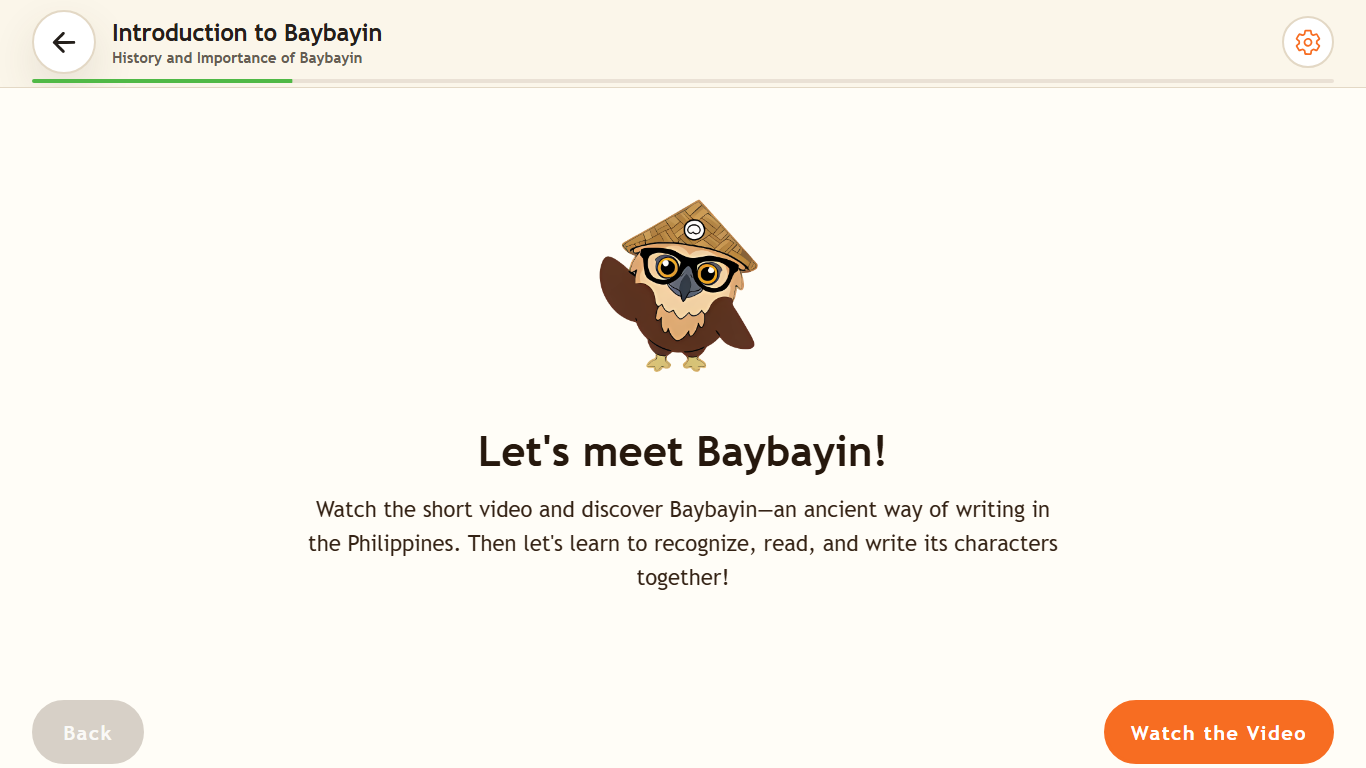 Introduction to Baybayin
History and Importance of Baybayin
Let's meet Baybayin!
Watch the short video and discover Baybayin—an ancient way of writing in
the Philippines. Then let's learn to recognize, read, and write its characters
together!
Back
Watch the Video